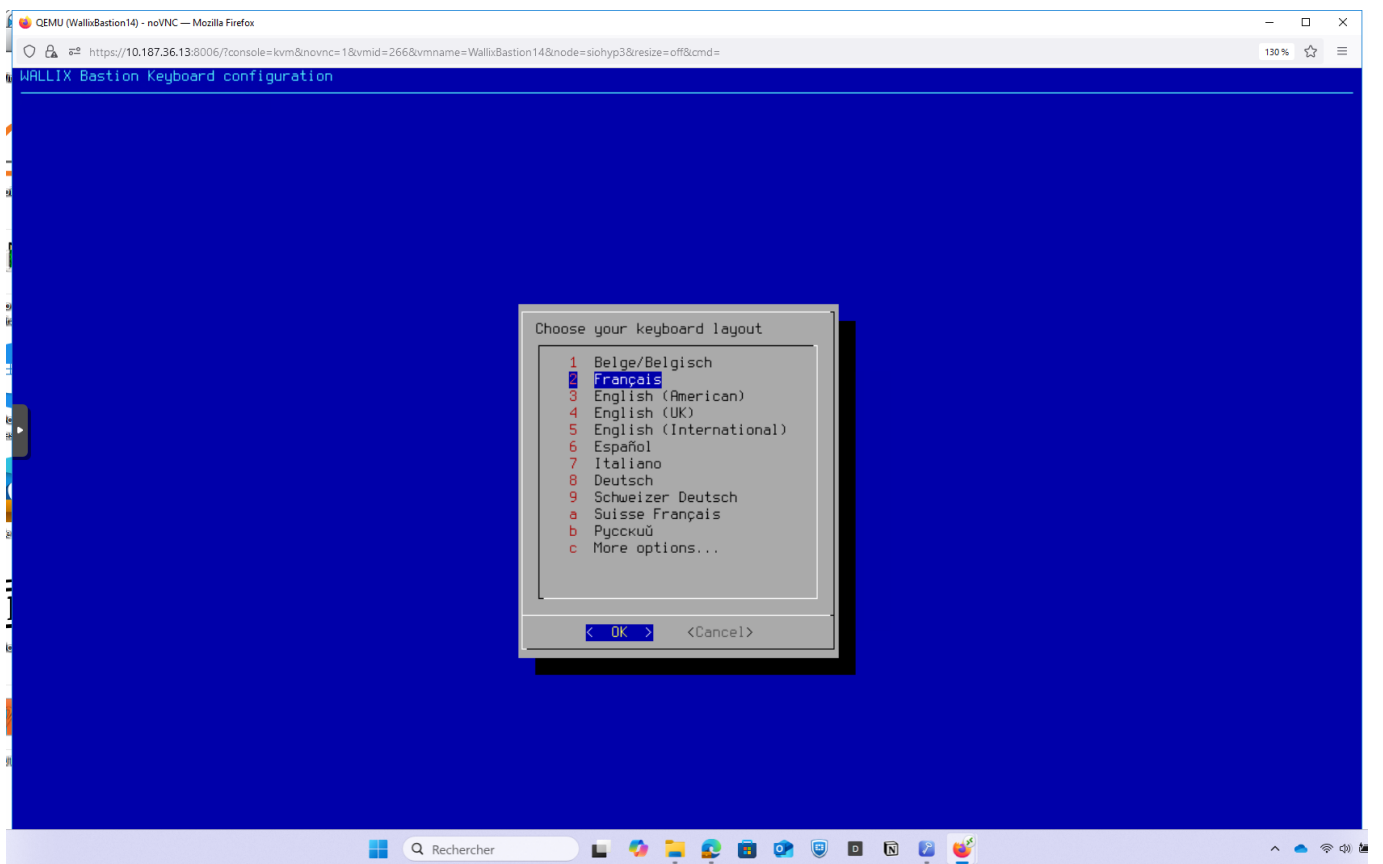 QEMU (WallixBastion14) - noVNC — Mozilla Firefox
https://10.187.36.13:8006/?console=kvm&novnc=1&vmid=266&vmname=WallixBastion14&node=siohyp3&resize=off&cmd=
130 %
WALLIX Bastion Keyboard configuration
Choose your keyboard layout
1 Belge/Belgisch
2 Français
3 English (American)
4 English (UK)
5 English (International)
6 Español
7 Italiano
8 Deutsch
9 Schweizer Deutsch
a Suisse Français
b Русский
c More options...
< OK > <Cancel>
Rechercher